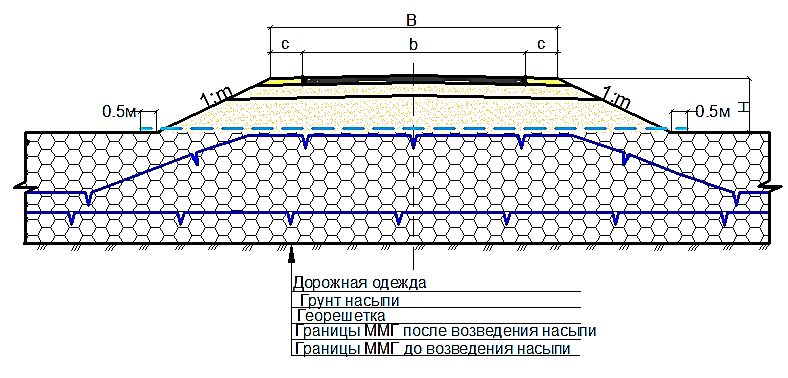 B
c b c
1:m 1:m
0.5м 0.5м
H
Дорожная одежда
Грунт насыпи
Георешетка
Границы ММГ после возведения насыпи
Границы ММГ до возведения насыпи